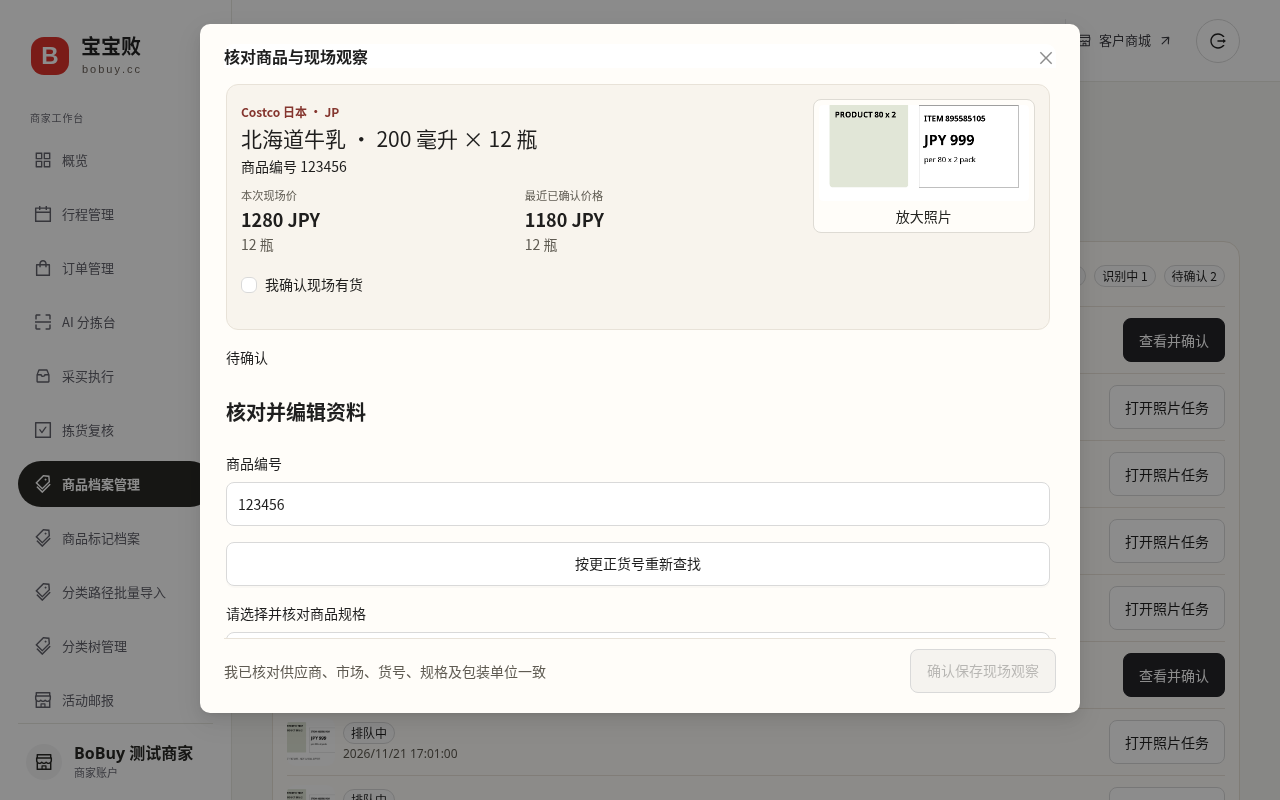 B
宝宝败
bobuy.cc
商家工作台
概览
行程管理
订单管理
AI 分拣台
采买执行
拣货复核
商品档案管理
商品标记档案
分类路径批量导入
分类树管理
活动邮报
BoBuy 测试商家
商家账户
客户商城
核对商品与现场观察
Costco 日本 · JP
北海道牛乳 · 200 毫升 × 12 瓶
商品编号 123456
本次现场价
1280 JPY
12 瓶
最近已确认价格
1180 JPY
12 瓶
PRODUCT 80 x 2
ITEM 895585105
JPY 999
per 80 x 2 pack
放大照片
我确认现场有货
待确认
核对并编辑资料
商品编号
123456
按更正货号重新查找
请选择并核对商品规格
我已核对供应商、市场、货号、规格及包装单位一致
确认保存现场观察
识别中 1
待确认 2
查看并确认
打开照片任务
打开照片任务
打开照片任务
打开照片任务
查看并确认
排队中
2026/11/21 17:01:00
打开照片任务
排队中